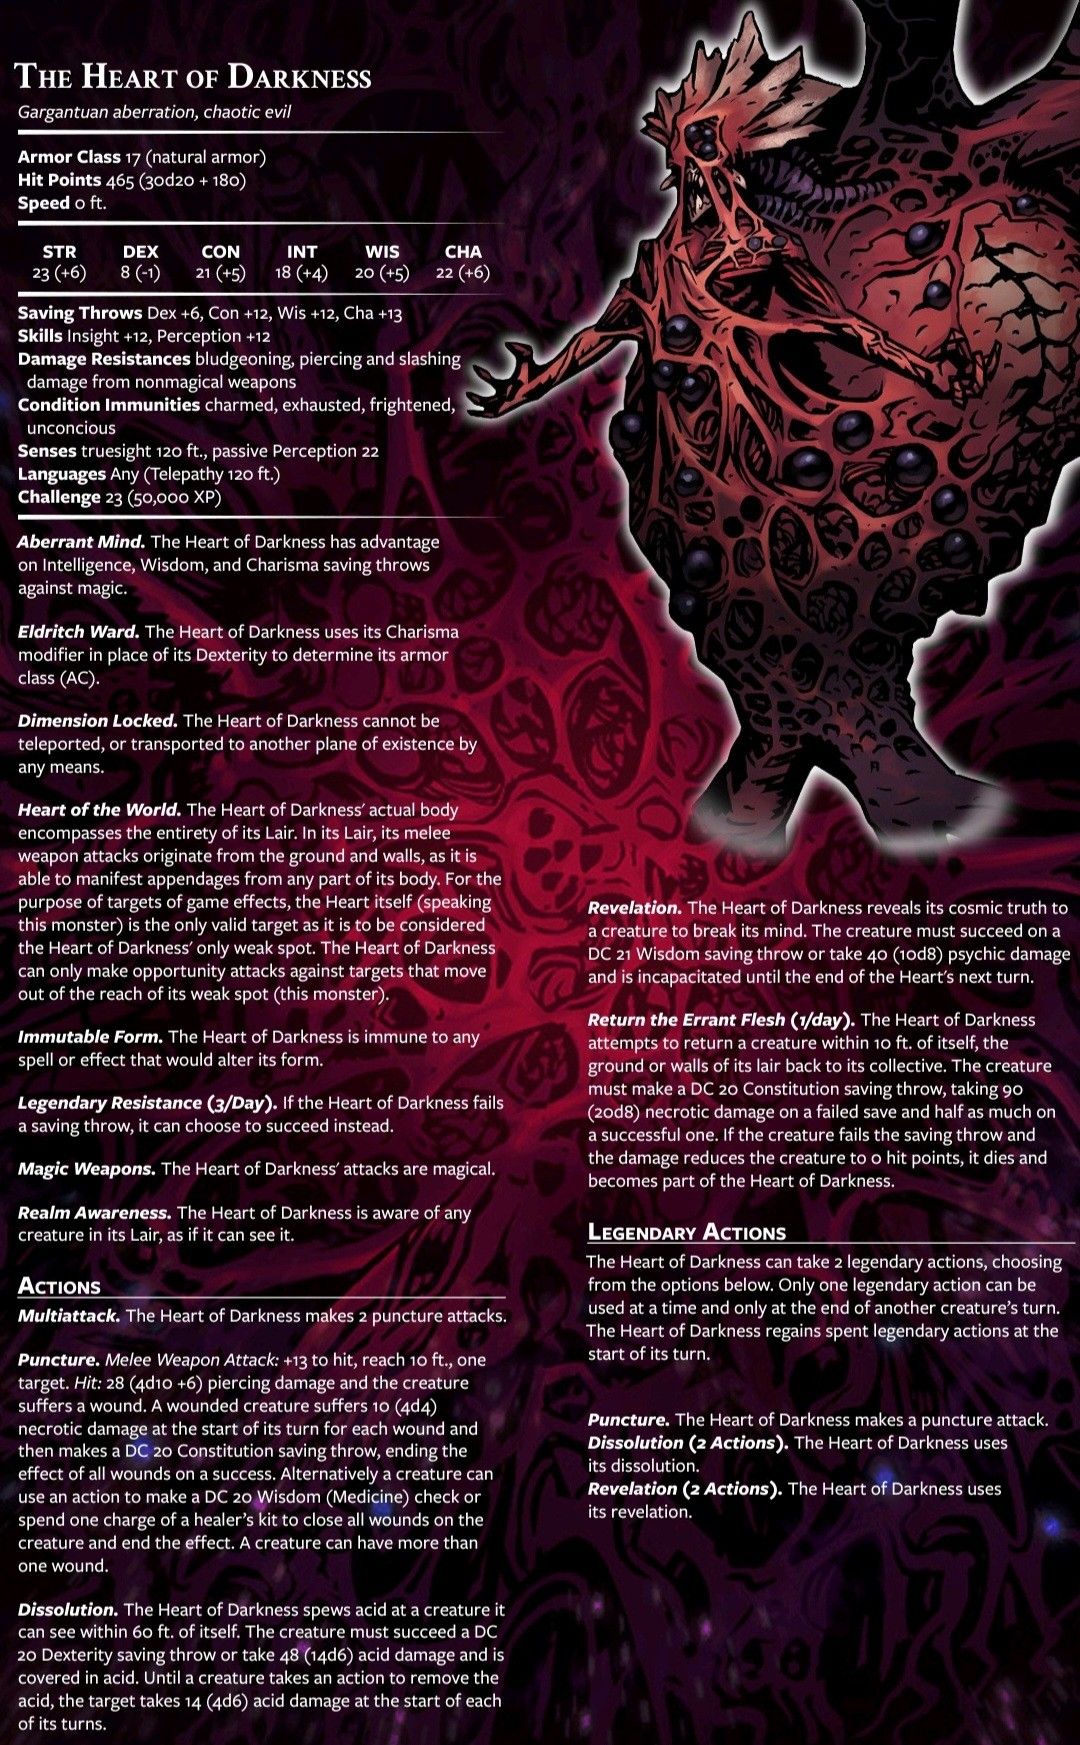 The Heart of Darkness
Gargantuan aberration, chaotic evil
Armor Class 17 (natural armor)
Hit Points 465 (30d20 + 180)
Speed 0 ft.
STR DEX CON INT WIS CHA
23 (+6) 8 (-1) 21 (+5) 18 (+4) 20 (+5) 22 (+6)
Saving Throws Dex +6, Con +12, Wis +12, Cha +13
Skills Insight +12, Perception +12
Damage Resistances bludgeoning, piercing and slashing
damage from nonmagical weapons
Condition Immunities charmed, exhausted, frightened,
unconcious
Senses truesight 120 ft., passive Perception 22
Languages Any (Telepathy 120 ft.)
Challenge 23 (50,000 XP)
Aberrant Mind. The Heart of Darkness has advantage
on Intelligence, Wisdom, and Charisma saving throws
against magic.
Eldritch Ward. The Heart of Darkness uses its Charisma
modifier in place of its Dexterity to determine its armor
class (AC).
Dimension Locked. The Heart of Darkness cannot be
teleported, or transported to another plane of existence by
any means.
Heart of the World. The Heart of Darkness' actual body
encompasses the entirety of its Lair. In its Lair, its melee
weapon attacks originate from the ground and walls, as it is
able to manifest appendages from any part of its body. For the
purpose of targets of game effects, the Heart itself (speaking
this monster) is the only valid target as it is to be considered
the Heart of Darkness' only weak spot. The Heart of Darkness
can only make opportunity attacks against targets that move
out of the reach of its weak spot (this monster).
Immutable Form. The Heart of Darkness is immune to any
spell or effect that would alter its form.
Legendary Resistance (3/Day). If the Heart of Darkness fails
a saving throw, it can choose to succeed instead.
Magic Weapons. The Heart of Darkness' attacks are magical.
Realm Awareness. The Heart of Darkness is aware of any
creature in its Lair, as if it can see it.
Actions
Multiattack. The Heart of Darkness makes 2 puncture attacks.
Puncture. Melee Weapon Attack: +13 to hit, reach 10 ft., one
target. Hit: 28 (4d10 +6) piercing damage and the creature
suffers a wound. A wounded creature suffers 10 (4d4)
necrotic damage at the start of its turn for each wound and
then makes a DC 20 Constitution saving throw, ending the
effect of all wounds on a success. Alternatively a creature can
use an action to make a DC 20 Wisdom (Medicine) check or
spend one charge of a healer's kit to close all wounds on the
creature and end the effect. A creature can have more than
one wound.
Dissolution. The Heart of Darkness spews acid at a creature it
can see within 60 ft. of itself. The creature must succeed a DC
20 Dexterity saving throw or take 48 (14d6) acid damage and is
covered in acid. Until a creature takes an action to remove the
acid, the target takes 14 (4d6) acid damage at the start of each
of its turns.
Revelation. The Heart of Darkness reveals its cosmic truth to
a creature to break its mind. The creature must succeed on a
DC 21 Wisdom saving throw or take 40 (10d8) psychic damage
and is incapacitated until the end of the Heart's next turn.
Return the Errant Flesh (1/day). The Heart of Darkness
attempts to return a creature within 10 ft. of itself, the
ground or walls of its lair back to its collective. The creature
must make a DC 20 Constitution saving throw, taking 90
(20d8) necrotic damage on a failed save and half as much on
a successful one. If the creature fails the saving throw and
the damage reduces the creature to 0 hit points, it dies and
becomes part of the Heart of Darkness.
Legendary Actions
The Heart of Darkness can take 2 legendary actions, choosing
from the options below. Only one legendary action can be
used at a time and only at the end of another creature's turn.
The Heart of Darkness regains spent legendary actions at the
start of its turn.
Puncture. The Heart of Darkness makes a puncture attack.
Dissolution (2 Actions). The Heart of Darkness uses
its dissolution.
Revelation (2 Actions). The Heart of Darkness uses
its revelation.